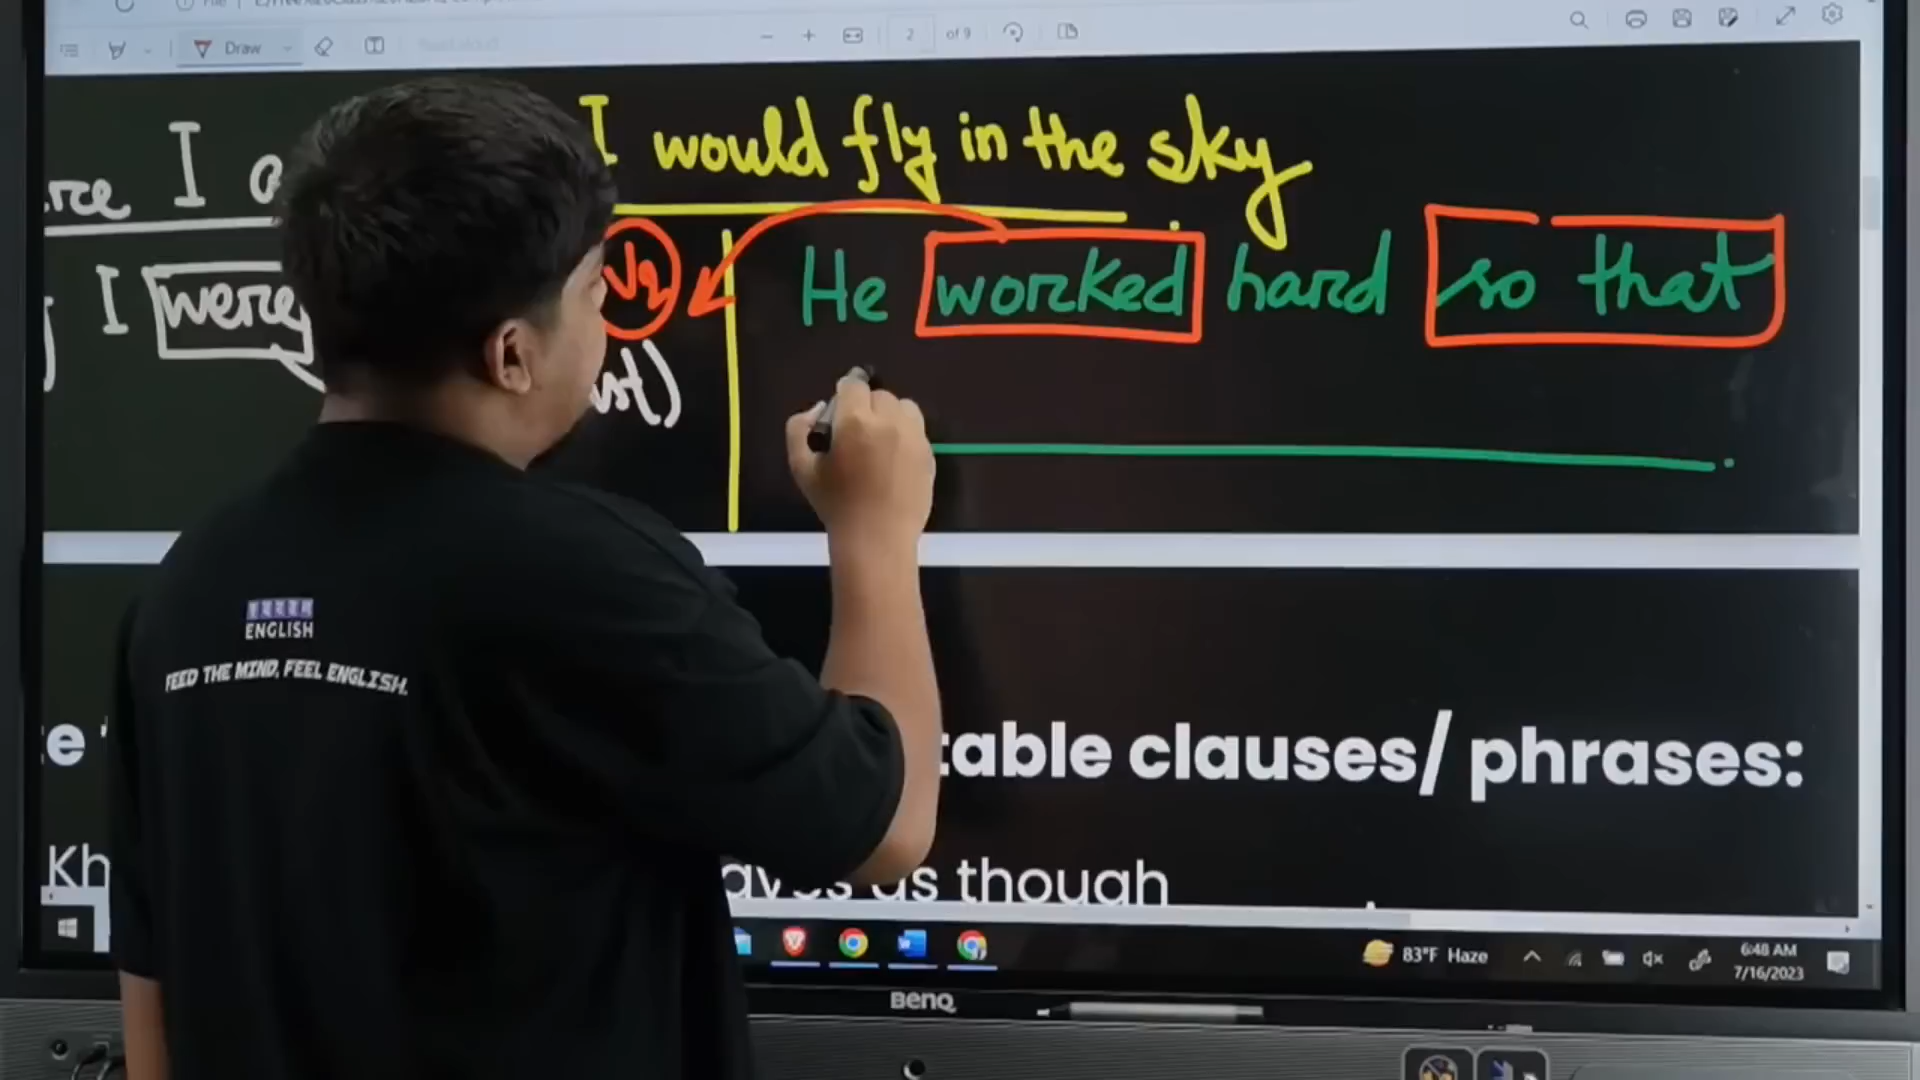 Draw
2 of 9
I would fly in the sky
I
I were
V2
He worked hard so that
ENGLISH
FEED THE MIND, FEEL ENGLISH.
table clauses/ phrases:
Kh
as though
83°F Haze
6:48 AM
7/16/2023
BenQ